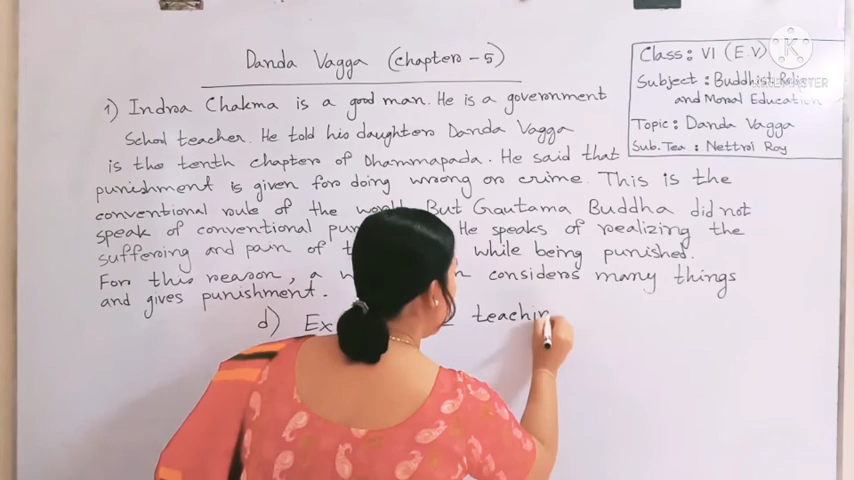 Danda Vagga (chapter - 5)
Class: VI (E.V)
Subject: Buddhist
and Moral Education
Topic: Danda Vagga
Sub. Tea: Nettroi Roy
K
1) Indroa Chakma is a good man. He is a government
School teacher. He told his daughter Danda Vagga
is the tenth chapter of Dhammapada. He said that
punishment is given for doing wrong or crime. This is the
conventional rule of the But Gautama Buddha did not
speak of conventional He speaks of realizing the
suffering and pain of while being punished.
For this reason, a considers many things
and gives punishment.
d) teachin